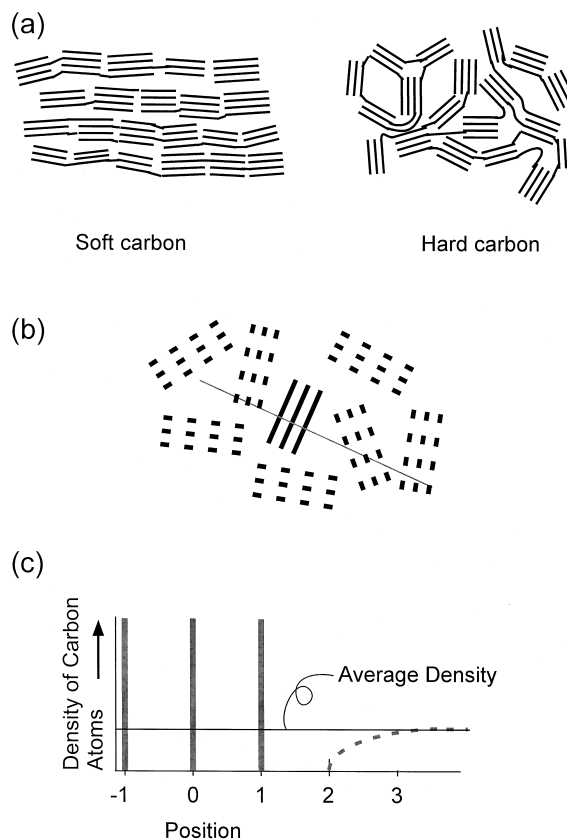 (a)
Soft carbon
Hard carbon
(b)
(c)
Density of Carbon
Atoms
Average Density
-1
0
1
2
3
Position